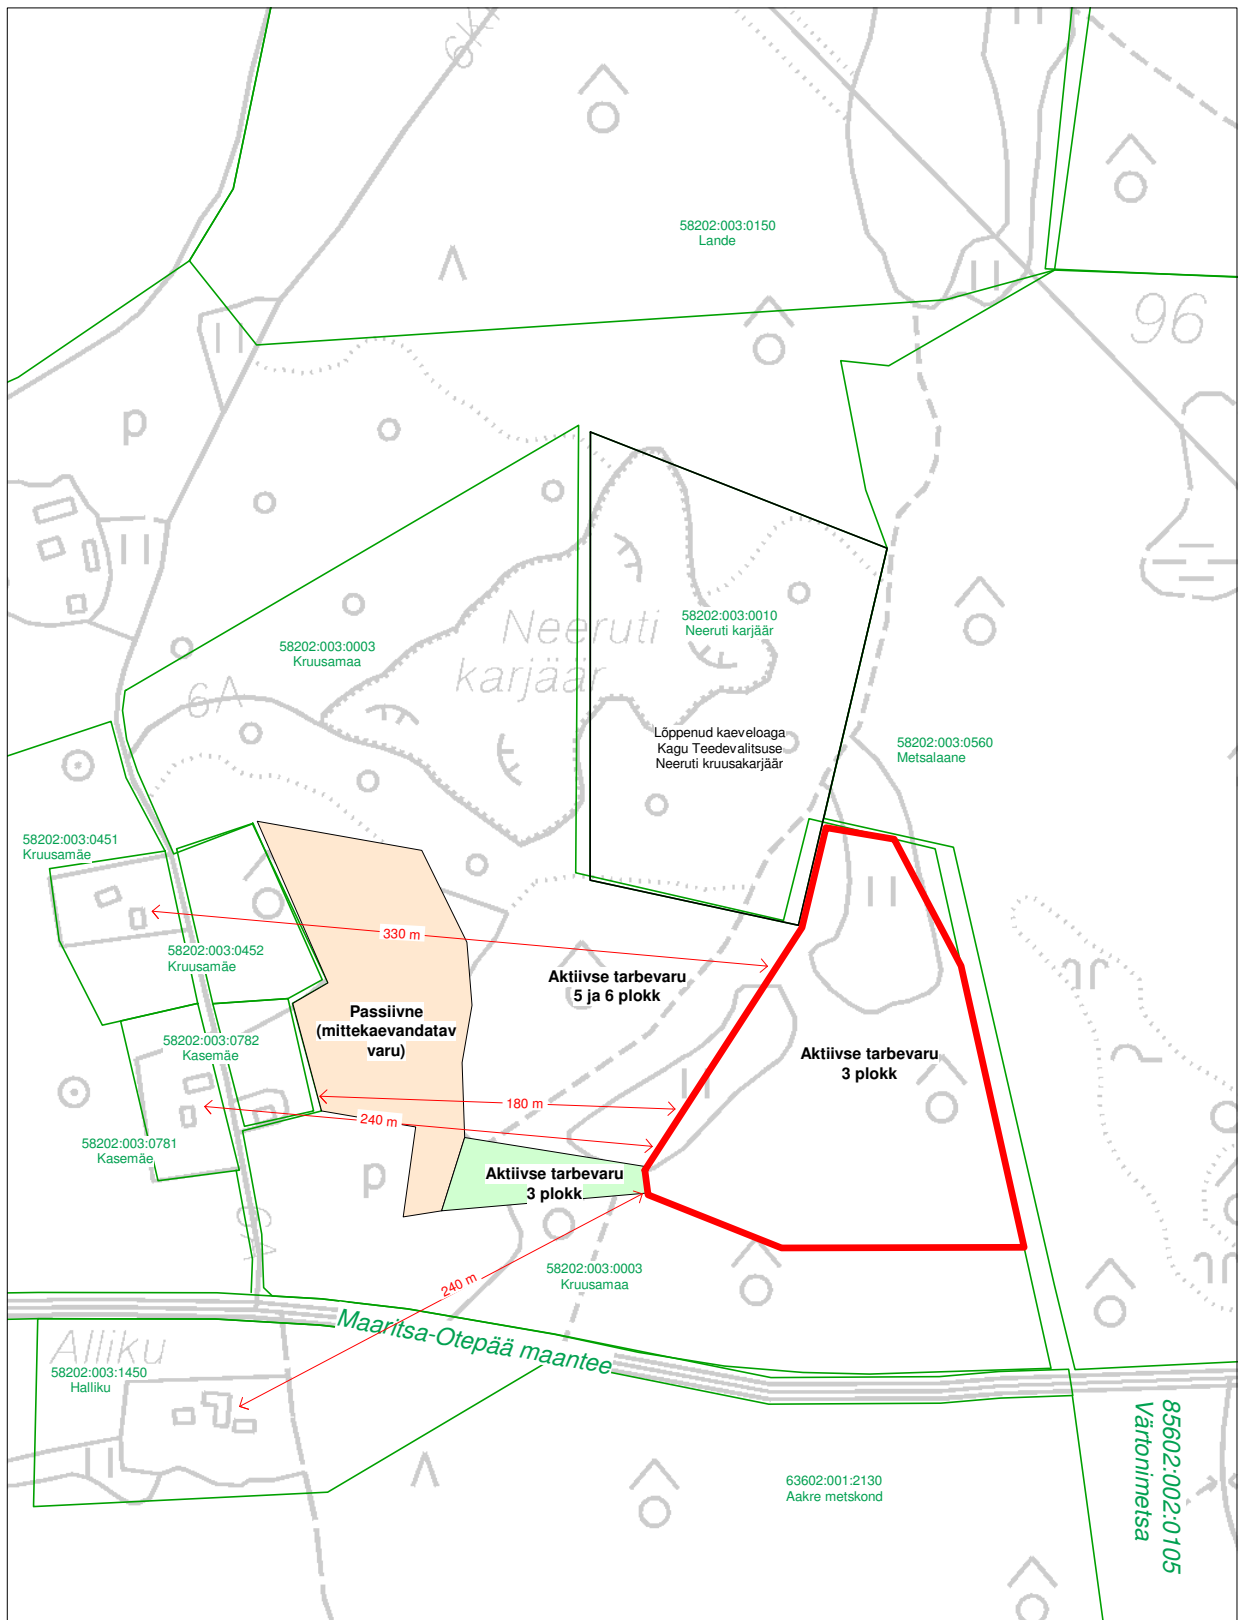 6k
58202:003:0150
Lande
96
p
58202:003:0010
Neeruti karjäär
Neeruti
karjäär
58202:003:0003
Kruusamaa
6A
Lõppenud kaeveloaga
Kagu Teedevalitsuse
Neeruti kruusakarjäär
58202:003:0560
Metsalaane
58202:003:0451
Kruusamäe
330 m
58202:003:0452
Kruusamäe
Aktiivse tarbevaru
5 ja 6 plokk
Passiivne
(mittekaevandatav
varu)
58202:003:0782
Kasemäe
Aktiivse tarbevaru
3 plokk
180 m
240 m
58202:003:0781
Kasemäe
p
Aktiivse tarbevaru
3 plokk
6A
58202:003:0003
Kruusamaa
240 m
Maaritsa-Otepää maantee
Alliku
58202:003:1450
Halliku
85602:002:0105
Värtonimetsa
63602:001:2130
Aakre metskond